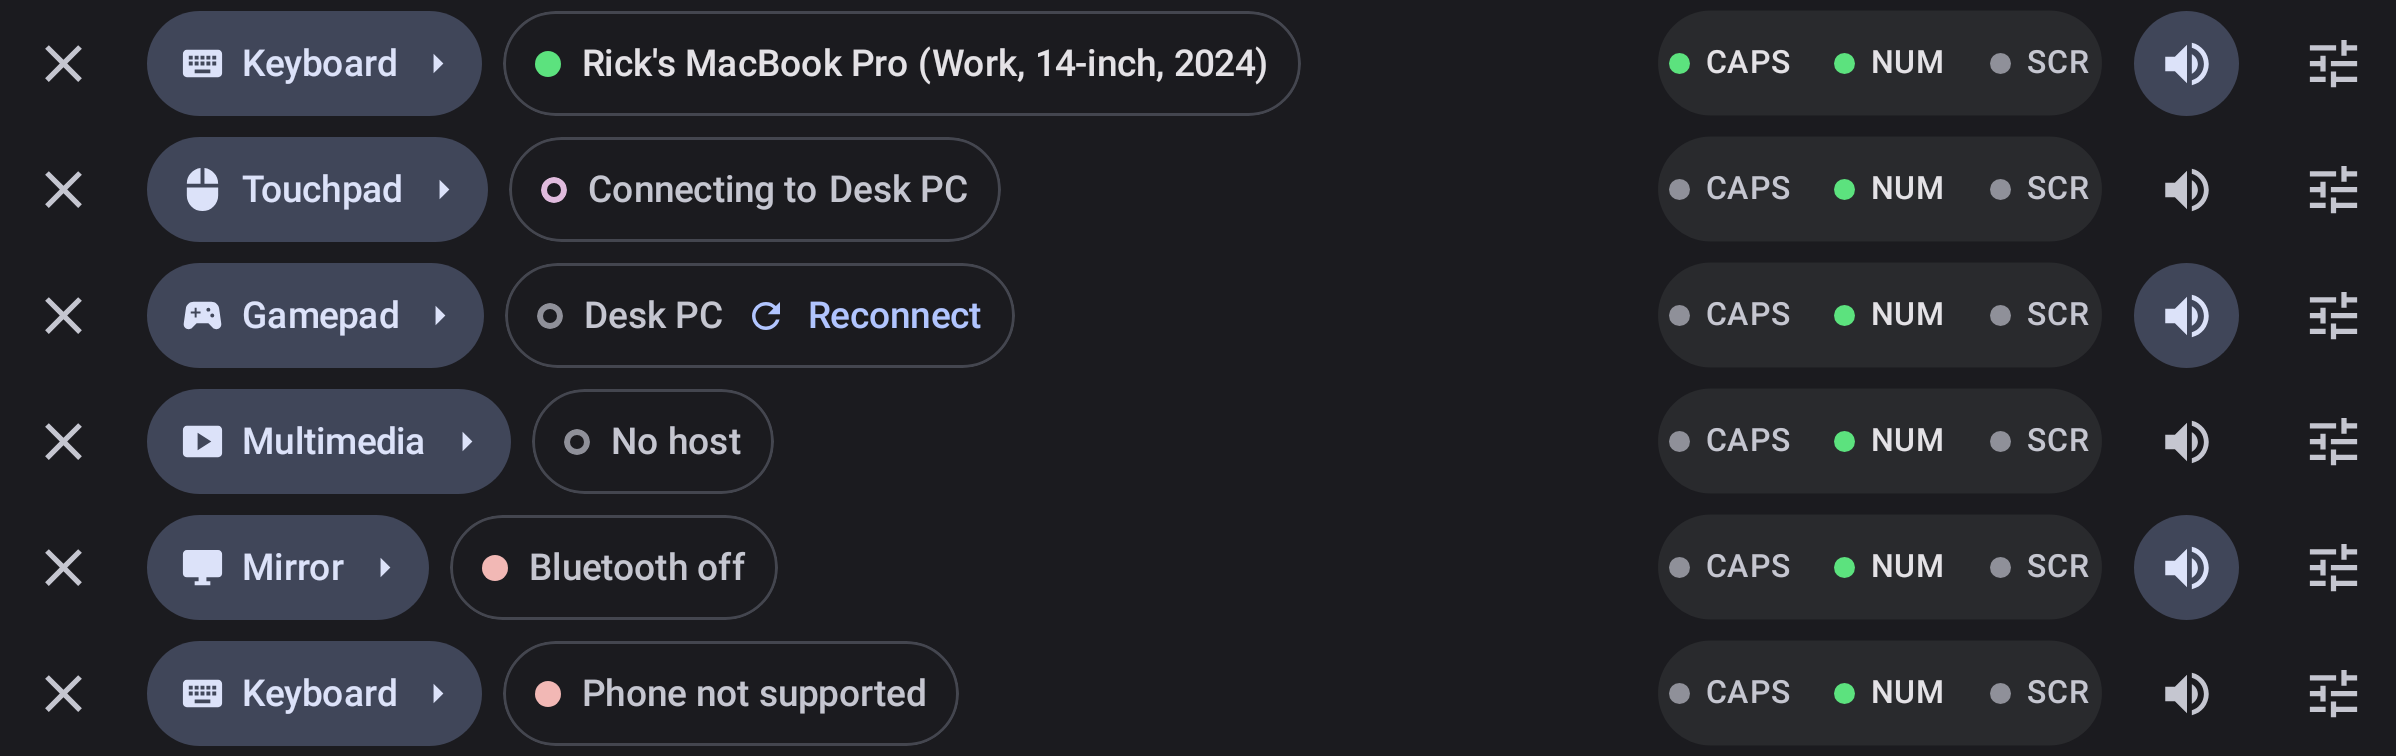 Keyboard Rick's MacBook Pro (Work, 14-inch, 2024) CAPS NUM SCR
Touchpad Connecting to Desk PC CAPS NUM SCR
Gamepad Desk PC Reconnect CAPS NUM SCR
Multimedia No host CAPS NUM SCR
Mirror Bluetooth off CAPS NUM SCR
Keyboard Phone not supported CAPS NUM SCR